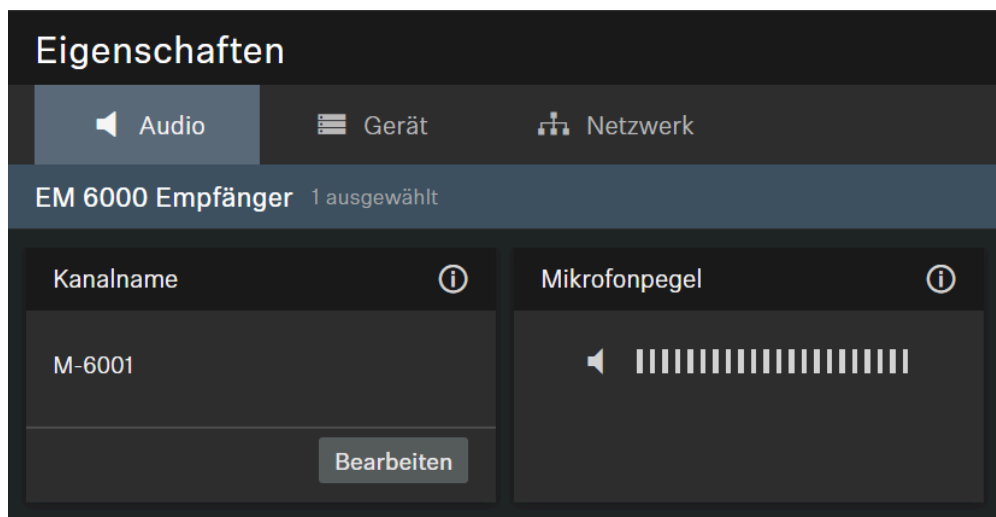 Eigenschaften
Audio Gerät Netzwerk
EM 6000 Empfänger 1 ausgewählt
Kanalname Mikrofonpegel
M-6001
Bearbeiten